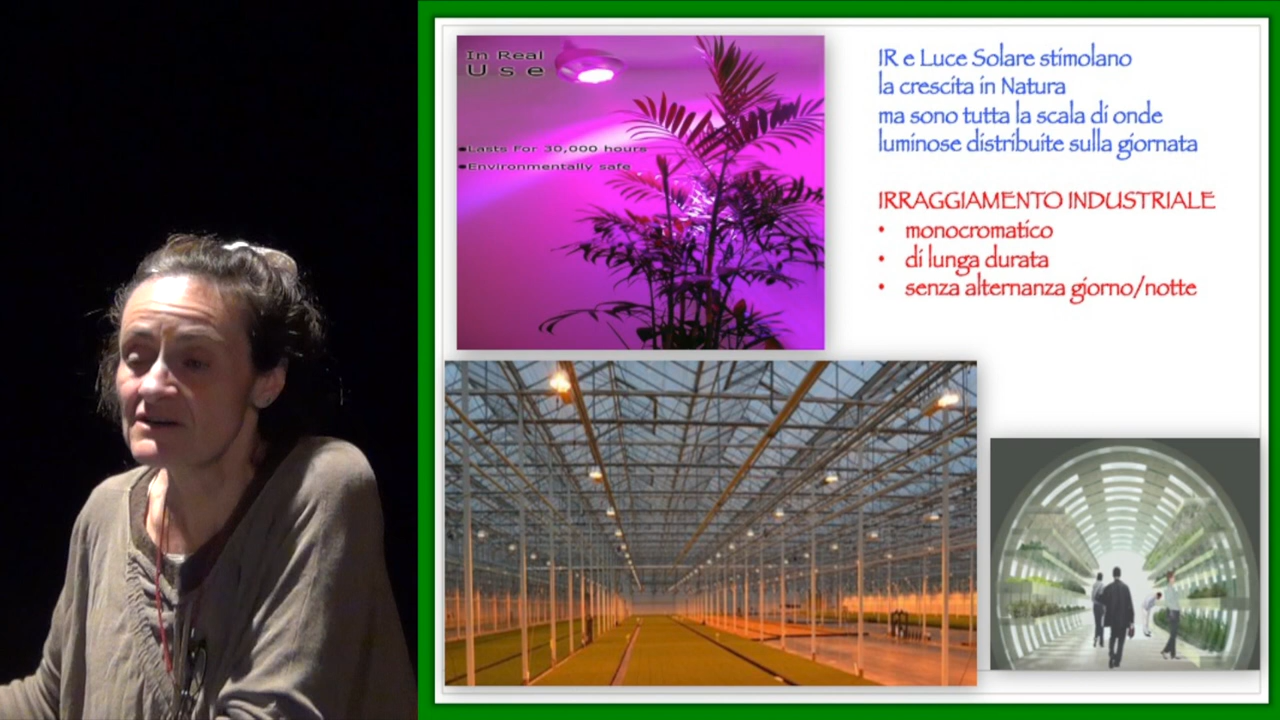 In Real
Use
Lasts For 30,000 hours
Environmentally safe
IR e Luce Solare stimolano
la crescita in Natura
ma sono tutta la scala di onde
luminose distribuite sulla giornata
IRRAGGIAMENTO INDUSTRIALE
• monocromatico
• di lunga durata
• senza alternanza giorno/notte